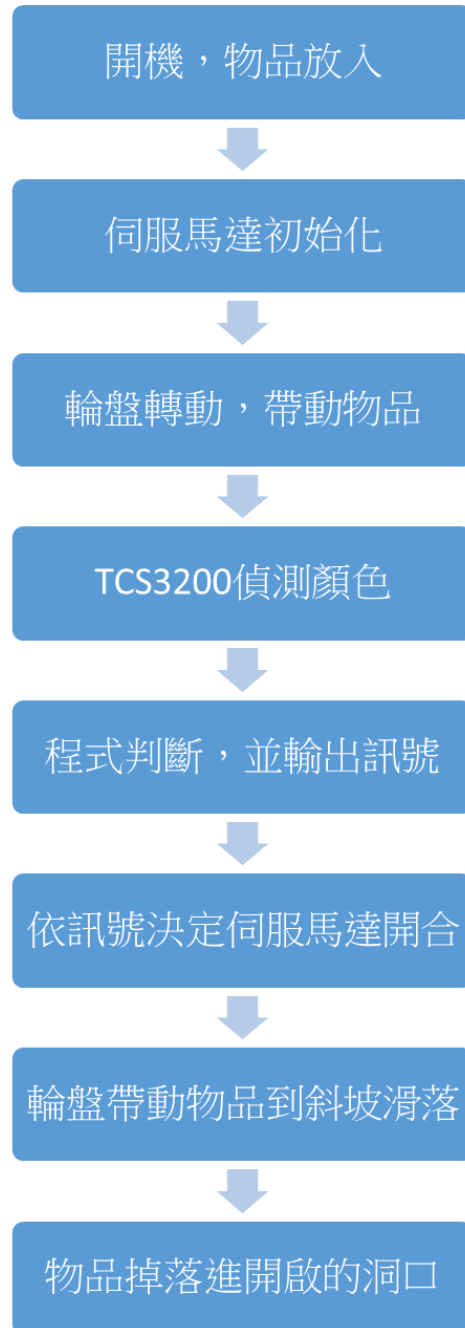 開機，物品放入
伺服馬達初始化
輪盤轉動，帶動物品
TCS3200偵測顏色
程式判斷，並輸出訊號
依訊號決定伺服馬達開合
輪盤帶動物品到斜坡滑落
物品掉落進開啟的洞口